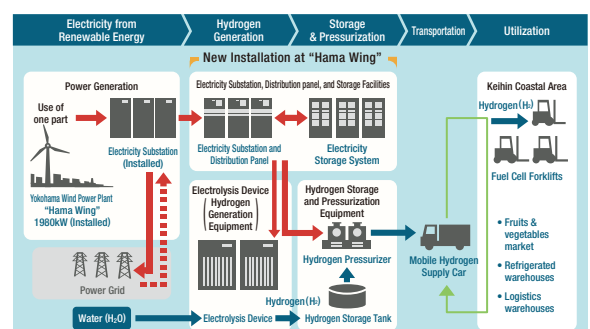 Electricity from
Renewable Energy
Hydrogen
Generation
Storage
& Pressurization
Transportation
Utilization
New Installation at “Hama Wing”
Power Generation
Use of
one part
Electricity Substation
(Installed)
Yokohama Wind Power Plant
“Hama Wing”
1980kW (Installed)
Power Grid
Water (H₂O)
Electricity Substation, Distribution panel, and Storage Facilities
Electricity Substation and
Distribution Panel
Electricity
Storage System
Electrolysis Device
(Hydrogen
Generation
Equipment)
Electrolysis Device
Hydrogen Storage
and Pressurization
Equipment
Hydrogen Pressurizer
Hydrogen(H₂)
Hydrogen Storage Tank
Mobile Hydrogen
Supply Car
Keihin Coastal Area
Hydrogen(H₂)
Fuel Cell Forklifts
• Fruits &
vegetables
market
• Refrigerated
warehouses
• Logistics
warehouses